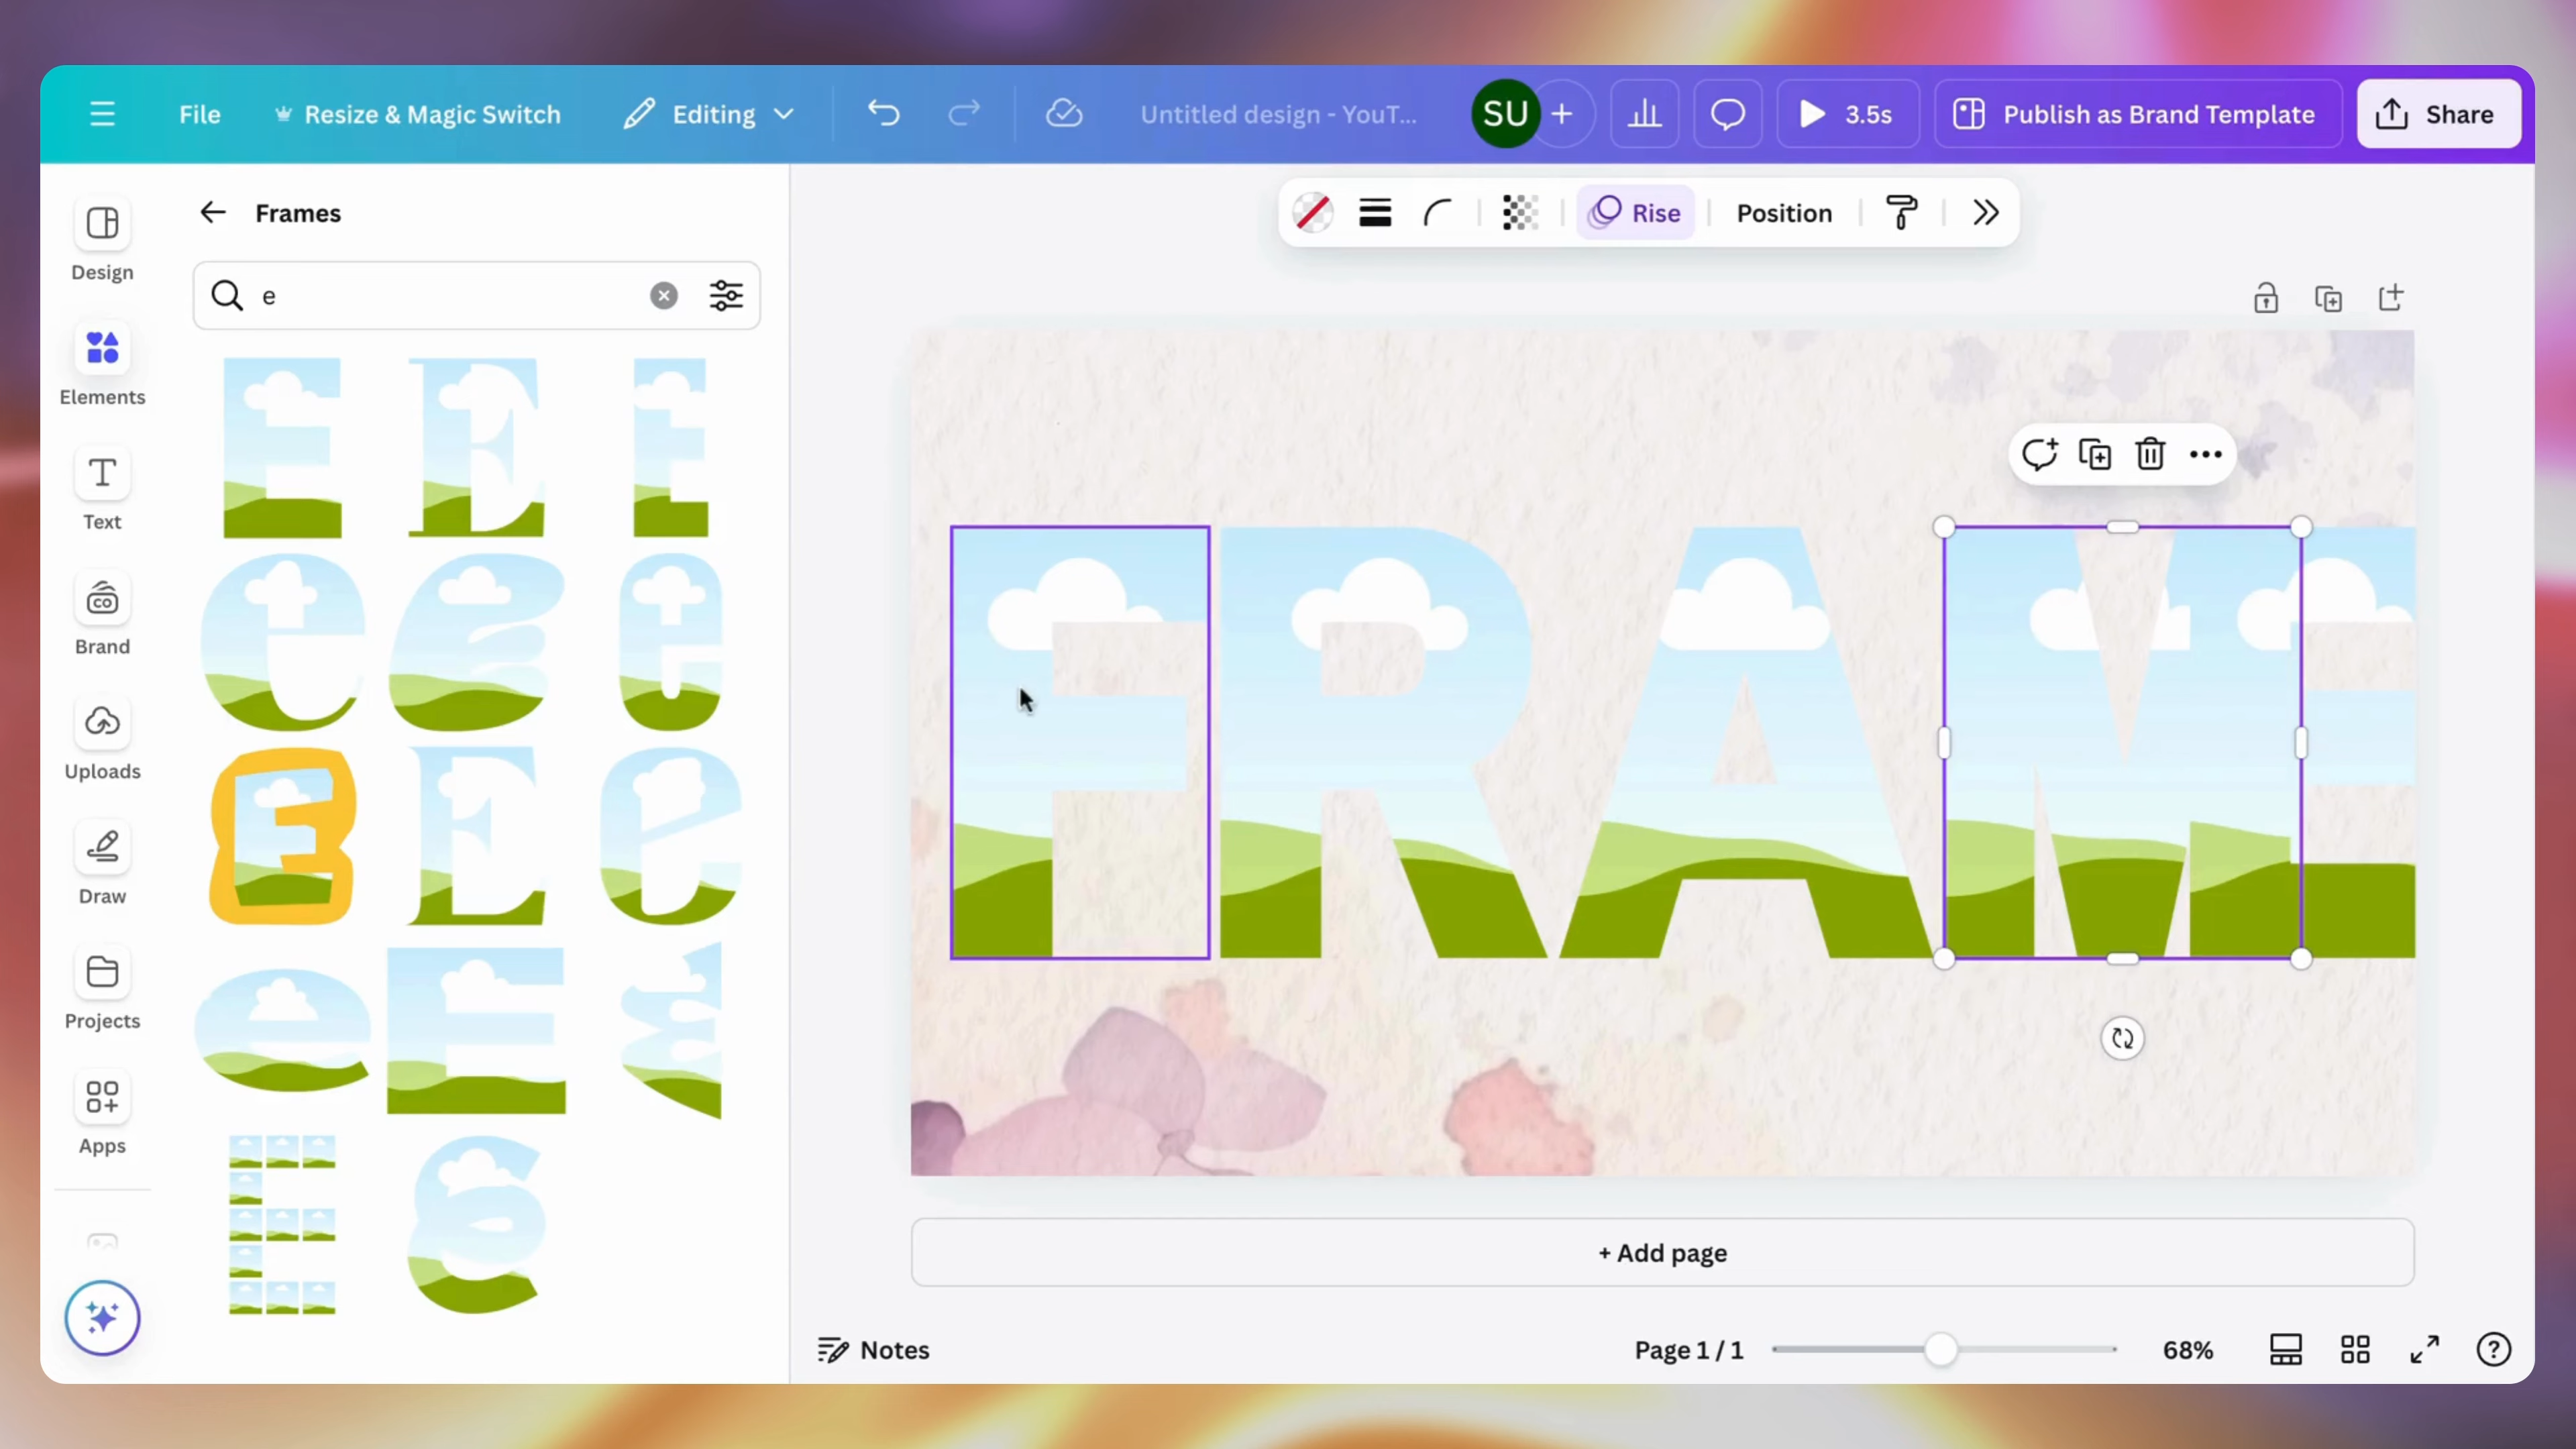 File
Resize & Magic Switch
Editing
Untitled design - YouT...
SU
+
3.5s
Publish as Brand Template
Share
Design
Elements
Text
CO
Brand
Uploads
Draw
Projects
Apps
Frames
e
Rise
Position
E E E
e E e
E E e
e E E
E e
FRAME
+ Add page
Notes
Page 1 / 1
68%